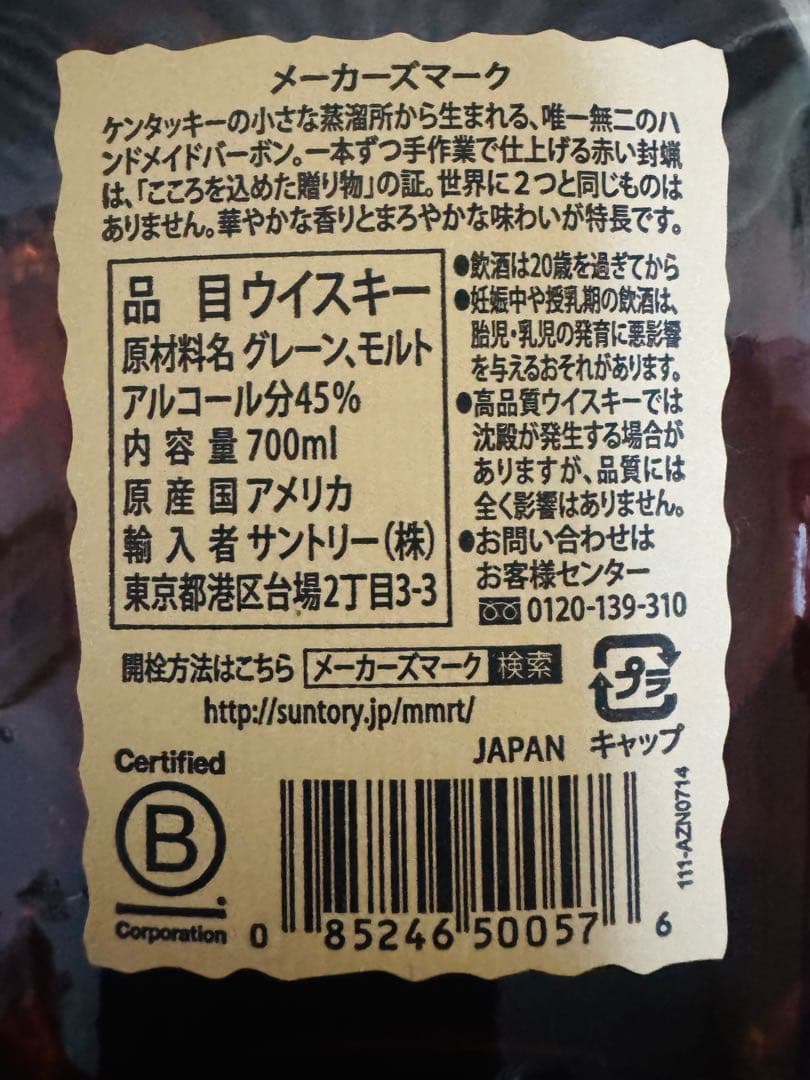 メーカーズマーク
ケンタッキーの小さな蒸溜所から生まれる、唯一無二のハ
ンドメイドバーボン。一本ずつ手作業で仕上げる赤い封蝋
は、「こころを込めた贈り物」の証。世界に2つと同じものは
ありません。華やかな香りとまろやかな味わいが特長です。
品 目 ウイスキー
原材料名 グレーン、モルト
アルコール分45%
内容量 700ml
原産国 アメリカ
輸入者 サントリー(株)
東京都港区台場2丁目3-3
●飲酒は20歳を過ぎてから
●妊娠中や授乳期の飲酒は、
胎児・乳児の発育に悪影響
を与えるおそれがあります。
●高品質ウイスキーでは
沈殿が発生する場合が
ありますが、品質には
全く影響はありません。
●お問い合わせは
お客様センター
0120-139-310
開栓方法はこちら メーカーズマーク 検索
http://suntory.jp/mmrt/
プラ
JAPAN キャップ
Certified
B
Corporation
0 85246 50057 6
111-AZN0714